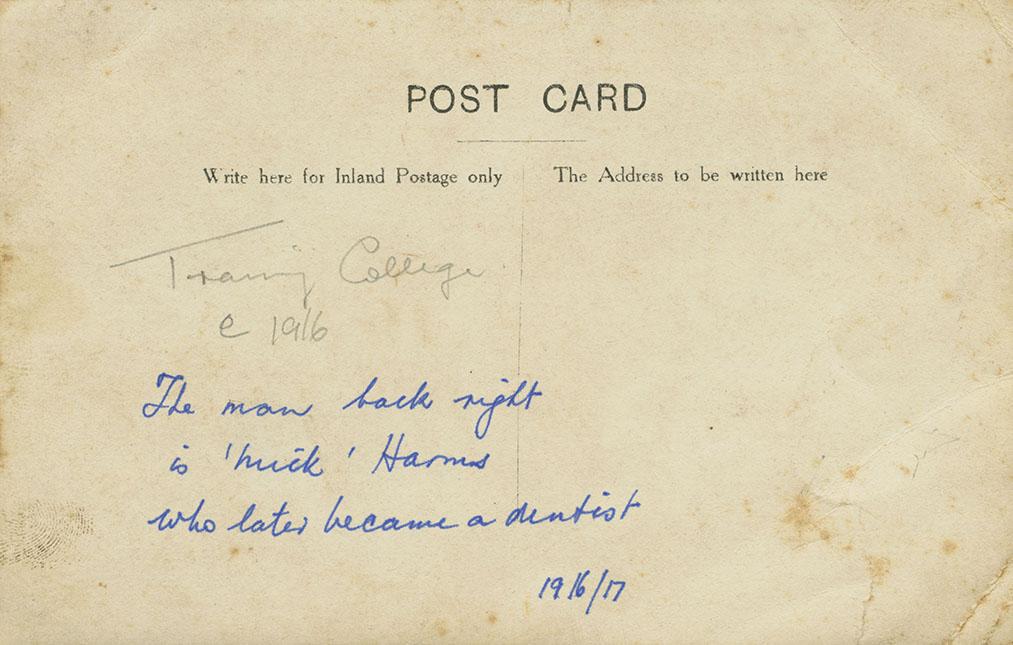 POST CARD
Write here for Inland Postage only
The Address to be written here
Training College
c 1916
The man back right
is 'Mick' Harms
who later became a dentist
1916/17